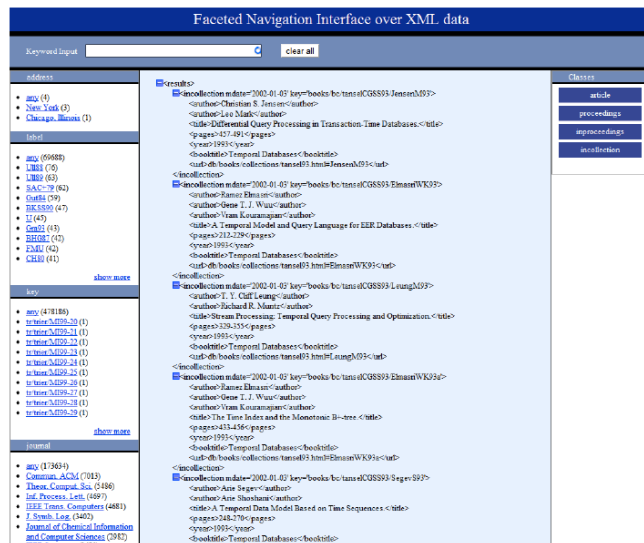 Faceted Navigation Interface over XML data
Keyword Input
clear all
address
any (4)
New York (3)
Chicago, Illinois (1)
label
any (69688)
Ull88 (76)
Ull89 (63)
SAC+79 (62)
Gut84 (59)
BKSS90 (47)
U (45)
Gra93 (43)
BHG87 (42)
FMU (42)
CH80 (41)
show more
key
any (478186)
tr/trier/MI99-20 (1)
tr/trier/MI99-21 (1)
tr/trier/MI99-22 (1)
tr/trier/MI99-23 (1)
tr/trier/MI99-24 (1)
tr/trier/MI99-25 (1)
tr/trier/MI99-26 (1)
tr/trier/MI99-27 (1)
tr/trier/MI99-28 (1)
tr/trier/MI99-29 (1)
show more
journal
any (173634)
Commun. ACM (7013)
Theor. Comput. Sci. (5486)
Inf. Process. Lett. (4697)
IEEE Trans. Computers (4681)
J. Symb. Log. (3402)
Journal of Chemical Information
and Computer Sciences (2982)
<results>
<incollection mdate='2002-01-03' key='books/bc/tanselCGSS93/JensenM93'>
<author>Christian S. Jensen</author>
<author>Leo Mark</author>
<title>Differential Query Processing in Transaction-Time Databases.</title>
<pages>457-491</pages>
<year>1993</year>
<booktitle>Temporal Databases</booktitle>
<url>db/books/collections/tansel93.html#JensenM93</url>
</incollection>
<incollection mdate='2002-01-03' key='books/bc/tanselCGSS93/ElmasriWK93'>
<author>Ramez Elmasri</author>
<author>Gene T. J. Wuu</author>
<author>Vram Kouramajian</author>
<title>A Temporal Model and Query Language for EER Databases.</title>
<pages>212-229</pages>
<year>1993</year>
<booktitle>Temporal Databases</booktitle>
<url>db/books/collections/tansel93.html#ElmasriWK93</url>
</incollection>
<incollection mdate='2002-01-03' key='books/bc/tanselCGSS93/LeungM93'>
<author>T. Y. Cliff Leung</author>
<author>Richard R. Muntz</author>
<title>Stream Processing: Temporal Query Processing and Optimization.</title>
<pages>329-355</pages>
<year>1993</year>
<booktitle>Temporal Databases</booktitle>
<url>db/books/collections/tansel93.html#LeungM93</url>
</incollection>
<incollection mdate='2002-01-03' key='books/bc/tanselCGSS93/ElmasriWK93a'>
<author>Ramez Elmasri</author>
<author>Gene T. J. Wuu</author>
<author>Vram Kouramajian</author>
<title>The Time Index and the Monotonic B+-tree.</title>
<pages>433-456</pages>
<year>1993</year>
<booktitle>Temporal Databases</booktitle>
<url>db/books/collections/tansel93.html#ElmasriWK93a</url>
</incollection>
<incollection mdate='2002-01-03' key='books/bc/tanselCGSS93/SegevS93'>
<author>Arie Segev</author>
<author>Arie Shoshani</author>
<title>A Temporal Data Model Based on Time Sequences.</title>
<pages>248-270</pages>
<year>1993</year>
<booktitle>Temporal Databases</booktitle>
Classes
article
proceedings
inproceedings
incollection